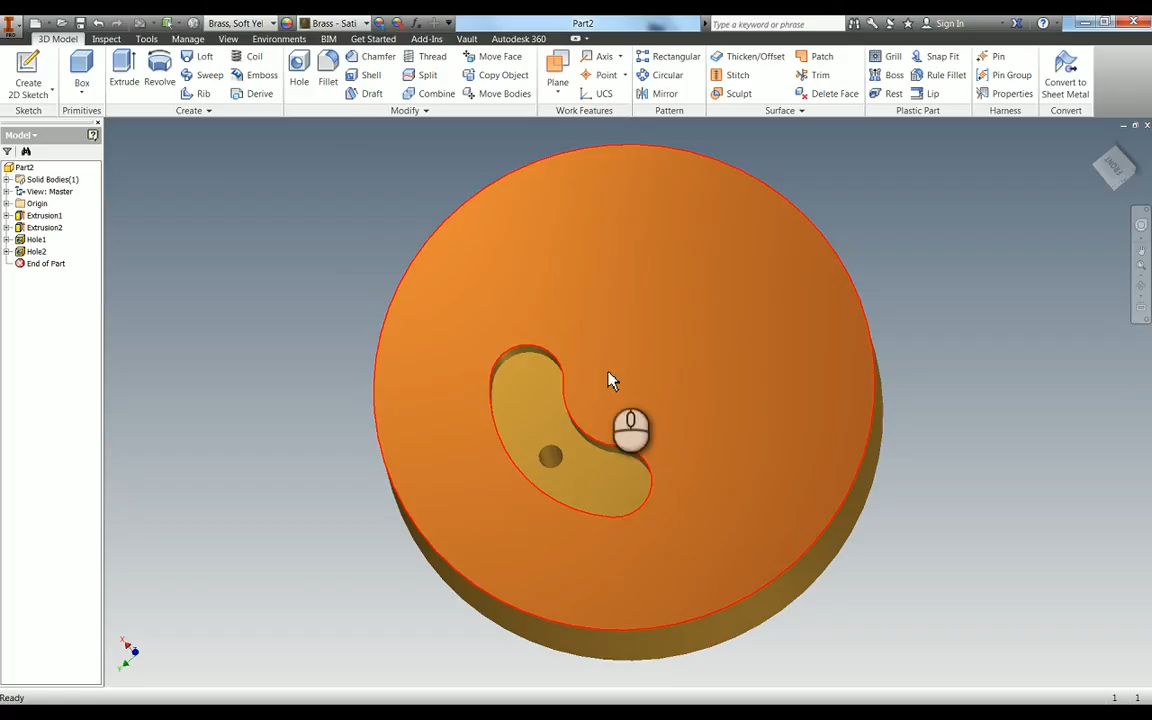 PRO
Brass, Soft Yel
Brass - Sati
Part2
Type a keyword or phrase
Sign In
3D Model Inspect Tools Manage View Environments BIM Get Started Add-Ins Vault Autodesk 360
Loft Coil Chamfer Thread Move Face Axis Rectangular Thicken/Offset Patch Grill Snap Fit Pin
Create 2D Sketch Box Extrude Revolve Sweep Emboss Hole Fillet Shell Split Copy Object Plane Point Circular Stitch Trim Boss Rule Fillet Pin Group Convert to Sheet Metal
Rib Derive Draft Combine Move Bodies UCS Mirror Sculpt Delete Face Rest Lip Properties
Sketch Primitives Create Modify Work Features Pattern Surface Plastic Part Harness Convert
Model
Part2
Solid Bodies(1)
View: Master
Origin
Extrusion1
Extrusion2
Hole1
Hole2
End of Part
FRONT
X
Y
Ready 1 1